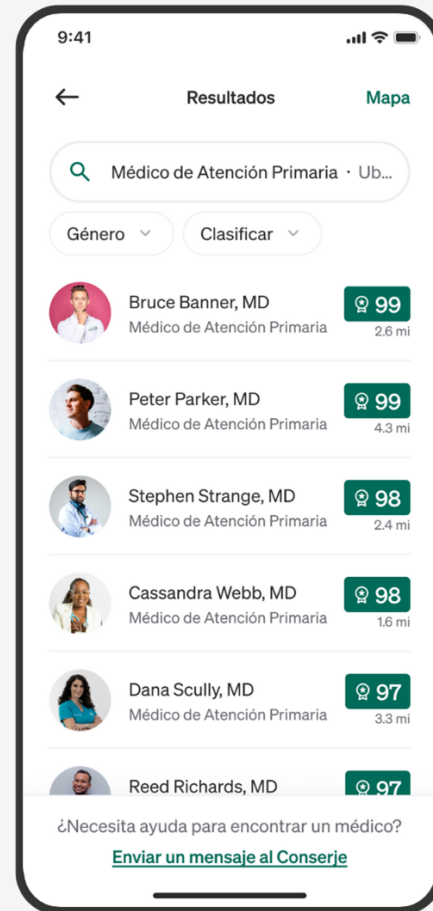 9:41
Resultados
Mapa
Médico de Atención Primaria · Ub...
Género
Clasificar
Bruce Banner, MD
99
Médico de Atención Primaria
2.6 mi
Peter Parker, MD
99
Médico de Atención Primaria
4.3 mi
Stephen Strange, MD
98
Médico de Atención Primaria
2.4 mi
Cassandra Webb, MD
98
Médico de Atención Primaria
1.6 mi
Dana Scully, MD
97
Médico de Atención Primaria
3.3 mi
Reed Richards, MD
97
¿Necesita ayuda para encontrar un médico?
Enviar un mensaje al Conserje